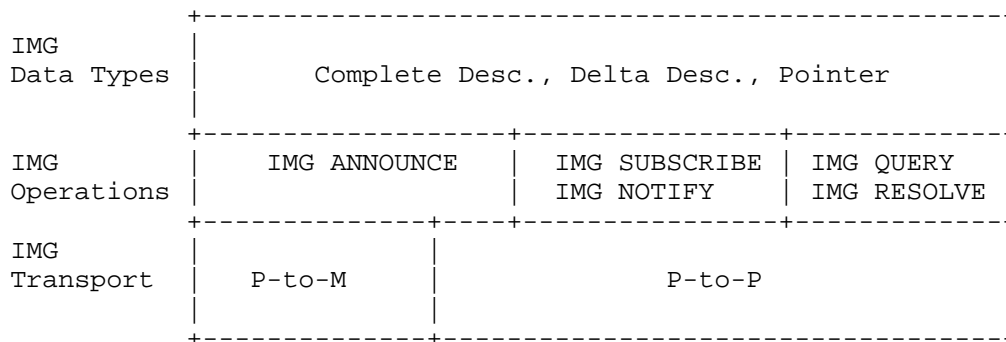 IMG
Data Types Complete Desc., Delta Desc., Pointer
IMG IMG ANNOUNCE IMG SUBSCRIBE IMG QUERY
Operations IMG NOTIFY IMG RESOLVE
IMG
Transport P-to-M P-to-P